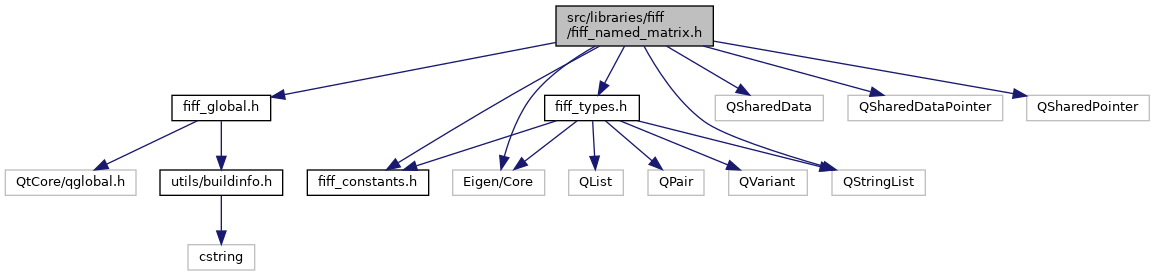 src/libraries/fiff
/fiff_named_matrix.h
fiff_global.h
fiff_types.h
QSharedData
QSharedDataPointer
QSharedPointer
QtCore/qglobal.h
utils/buildinfo.h
fiff_constants.h
Eigen/Core
QList
QPair
QVariant
QStringList
cstring